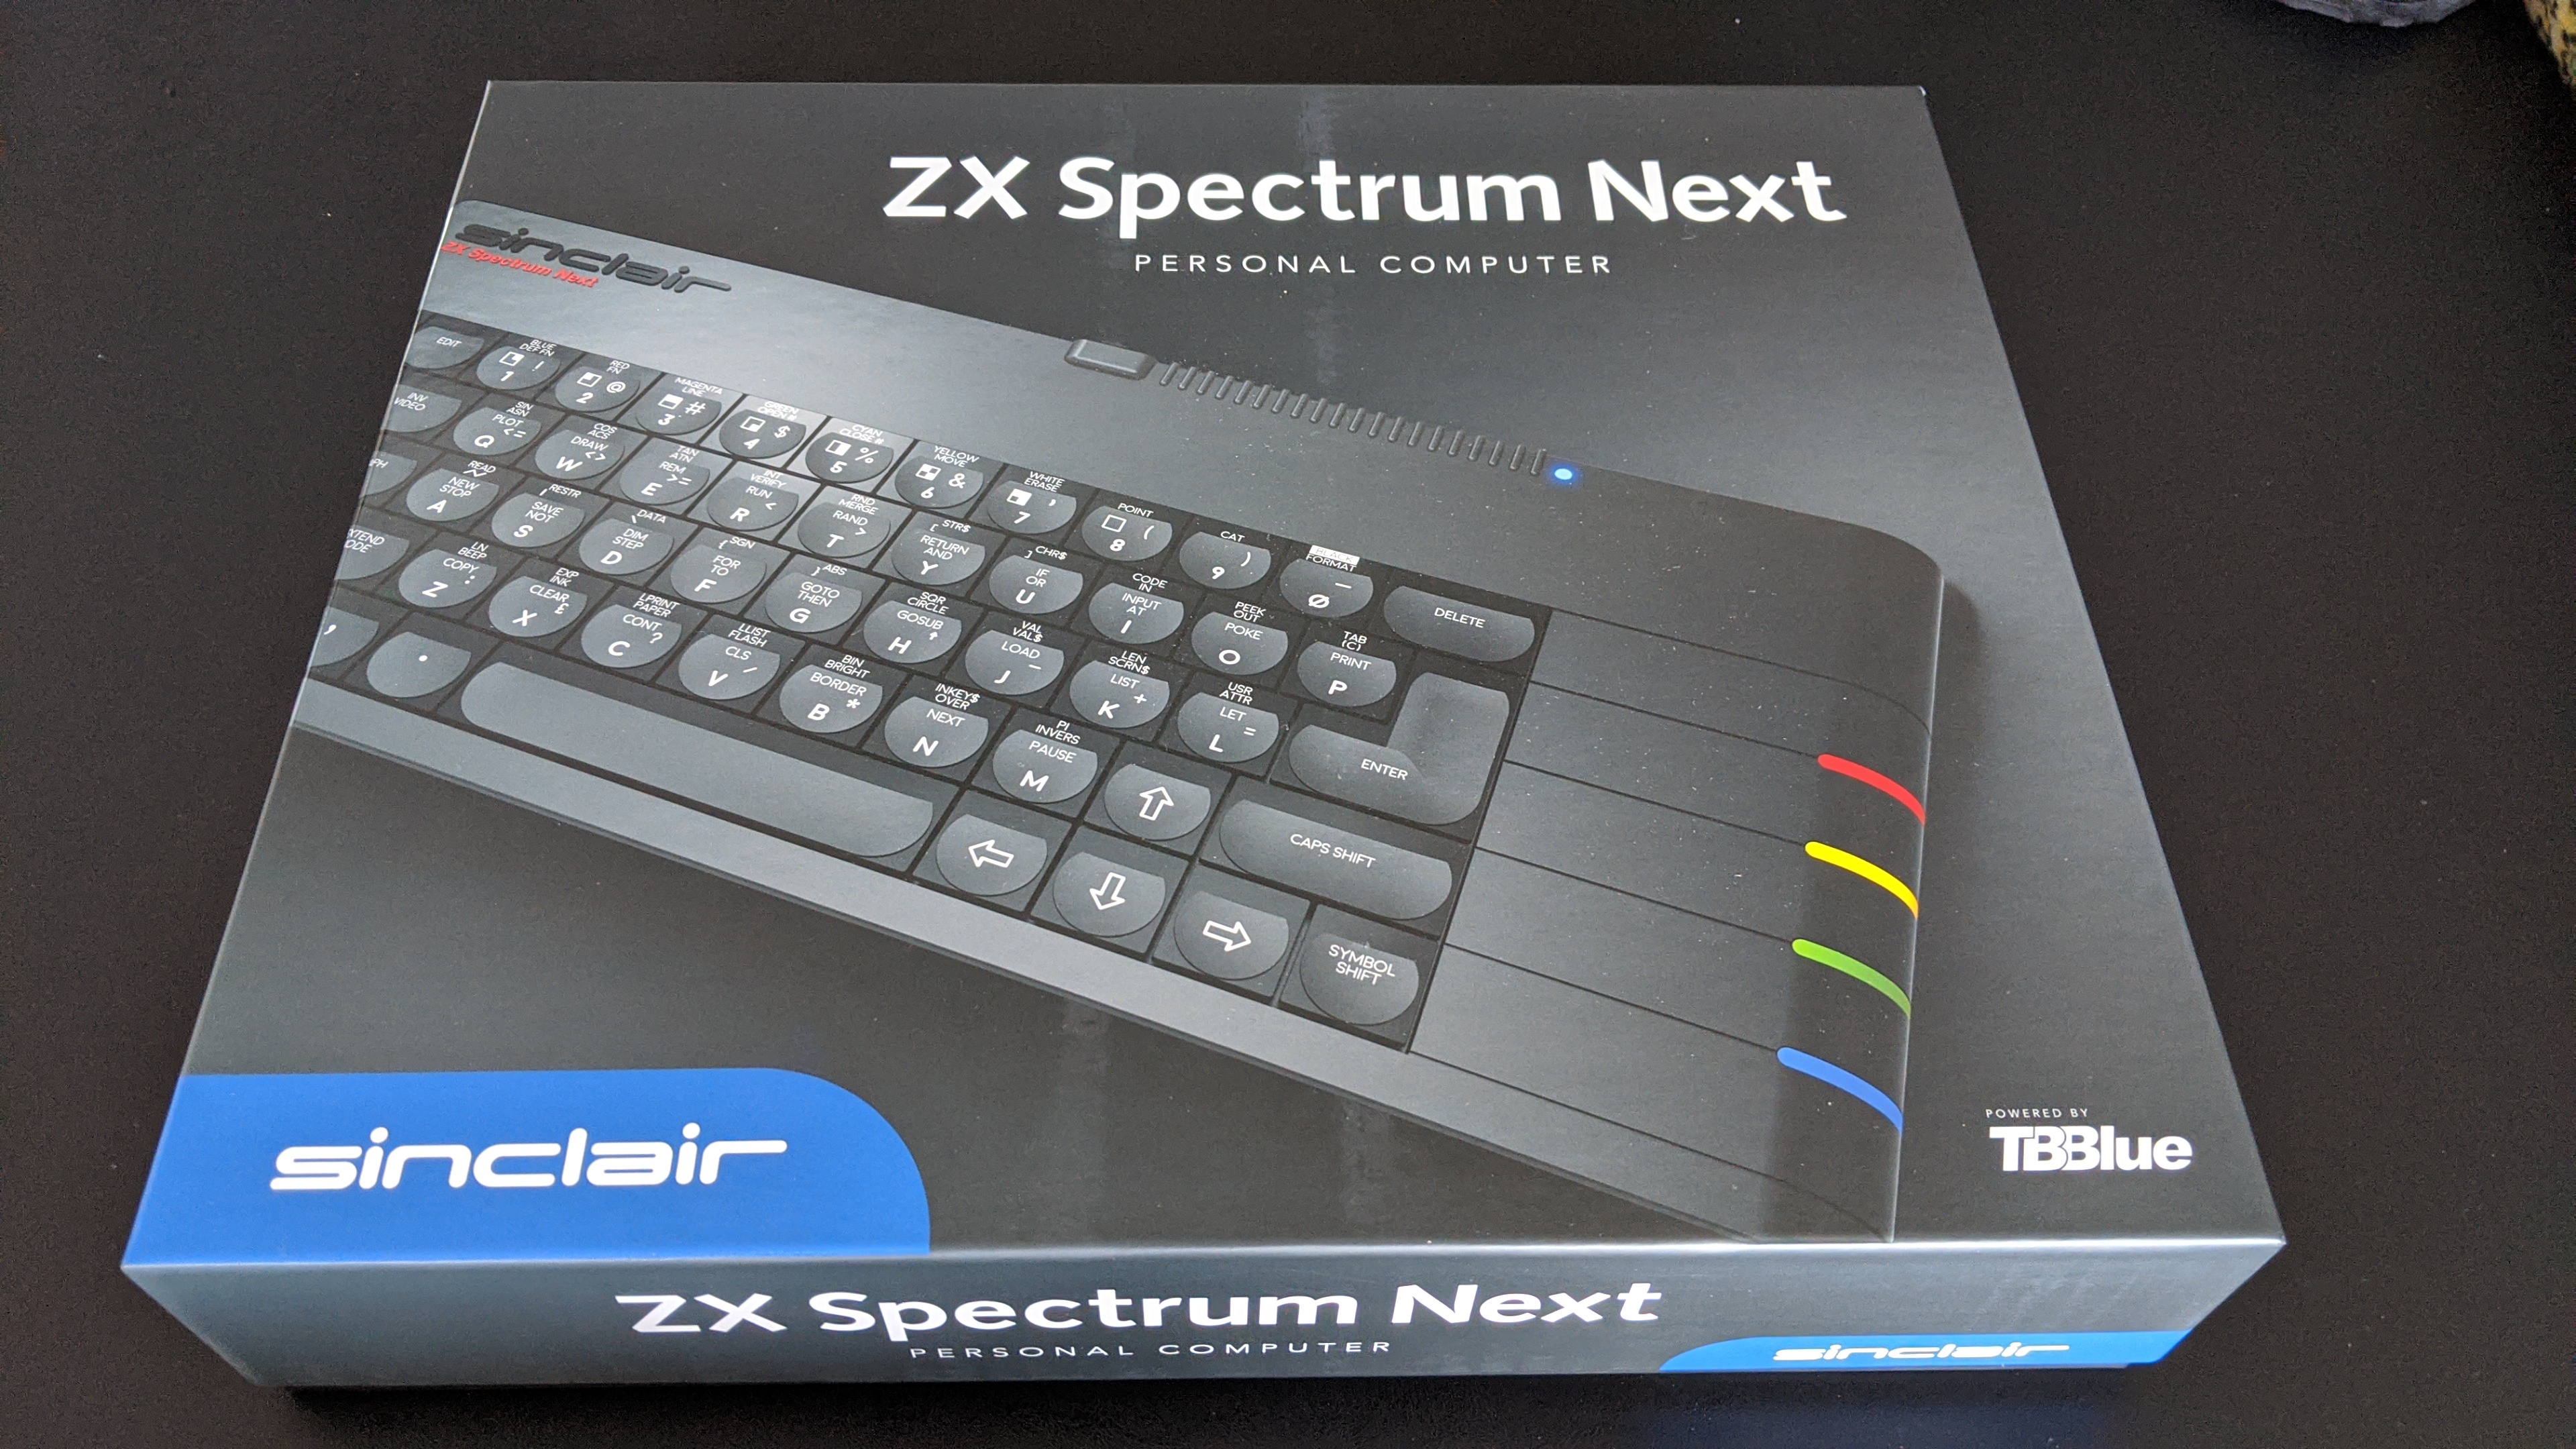 ZX Spectrum Next
PERSONAL COMPUTER
sinclair
ZX Spectrum Next
EDIT
BLUE
DEF FN
! 1
RED
FN
@ 2
MAGENTA
LINE
# 3
GREEN
OPEN #
$ 4
CYAN
CLOSE #
% 5
YELLOW
MOVE
& 6
WHITE
ERASE
' 7
POINT
( 8
CAT
) 9
BLACK
FORMAT
_ 0
DELETE
INV
VIDEO
SIN
ASN
PLOT
<=
Q
COS
ACS
DRAW
<>
W
TAN
ATN
REM
>=
E
INT
VERIFY
RUN
<
R
RND
MERGE
RAND
>
T
[ STR$
RETURN
AND
Y
] CHR$
IF
OR
U
CODE
IN
INPUT
AT
I
PEEK
OUT
POKE
O
TAB
(C)
PRINT
P
READ
NEW
STOP
A
| RESTR
SAVE
NOT
S
\ DATA
DIM
STEP
D
{ SGN
FOR
TO
F
} ABS
GOTO
THEN
G
SQR
CIRCLE
GOSUB
↑
H
VAL
VAL$
LOAD
−
J
LEN
SCRN$
LIST
+
K
USR
ATTR
LET
=
L
ENTER
LN
BEEP
COPY
:
Z
EXP
INK
CLEAR
£
X
LPRINT
PAPER
CONT
?
C
LLIST
FLASH
CLS
/
V
BIN
BRIGHT
BORDER
*
B
INKEY$
OVER
NEXT
N
PI
INVERS
PAUSE
M
⇧
CAPS SHIFT
,
.
⇦
⇩
⇨
SYMBOL
SHIFT
sinclair
POWERED BY
TBBlue
ZX Spectrum Next
PERSONAL COMPUTER
sinclair